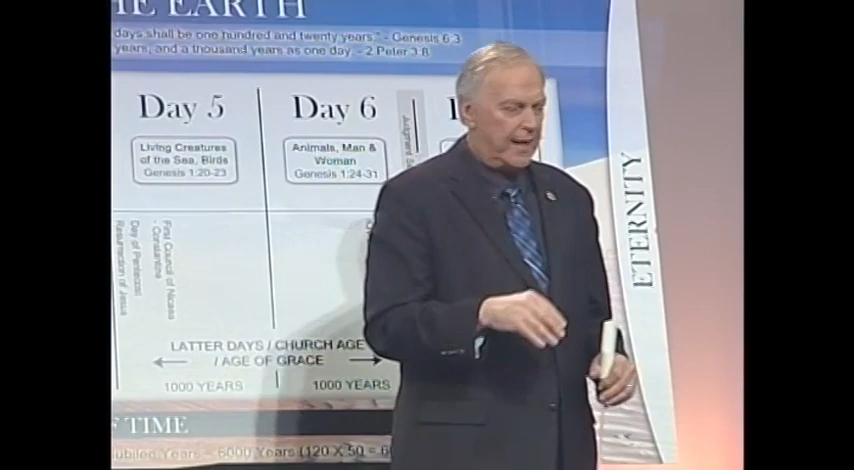 HE EARTH
days shall be one hundred and twenty years." - Genesis 6:3
years, and a thousand years as one day. - 2 Peter 3:8
Day 5
Day 6
Living Creatures
of the Sea, Birds
Genesis 1:20-23
Animals, Man &
Woman
Genesis 1:24-31
ETERNITY
Resurrection of Jesus
Day of Pentecost
First Council of Nicaea
- Constantine
LATTER DAYS / CHURCH AGE
/ AGE OF GRACE
1000 YEARS
1000 YEARS
F TIME
ubilee Years - 6000 Years (120 X 50 = 6